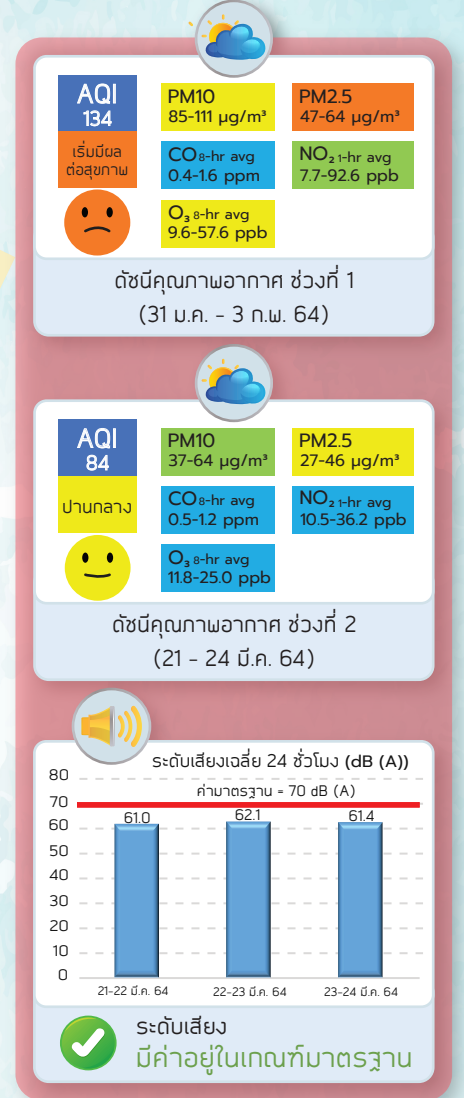 AQI
134
เริ่มมีผล
ต่อสุขภาพ
PM10
85-111 µg/m³
PM2.5
47-64 µg/m³
CO 8-hr avg
0.4-1.6 ppm
NO₂ 1-hr avg
7.7-92.6 ppb
O₃ 8-hr avg
9.6-57.6 ppb
ดัชนีคุณภาพอากาศ ช่วงที่ 1
(31 ม.ค. - 3 ก.พ. 64)
AQI
84
ปานกลาง
PM10
37-64 µg/m³
PM2.5
27-46 µg/m³
CO 8-hr avg
0.5-1.2 ppm
NO₂ 1-hr avg
10.5-36.2 ppb
O₃ 8-hr avg
11.8-25.0 ppb
ดัชนีคุณภาพอากาศ ช่วงที่ 2
(21 - 24 มี.ค. 64)
ระดับเสียงเฉลี่ย 24 ชั่วโมง (dB (A))
ค่ามาตรฐาน = 70 dB (A)
80
70
60
50
40
30
20
10
0
61.0
62.1
61.4
21-22 มี.ค. 64
22-23 มี.ค. 64
23-24 มี.ค. 64
ระดับเสียง
มีค่าอยู่ในเกณฑ์มาตรฐาน